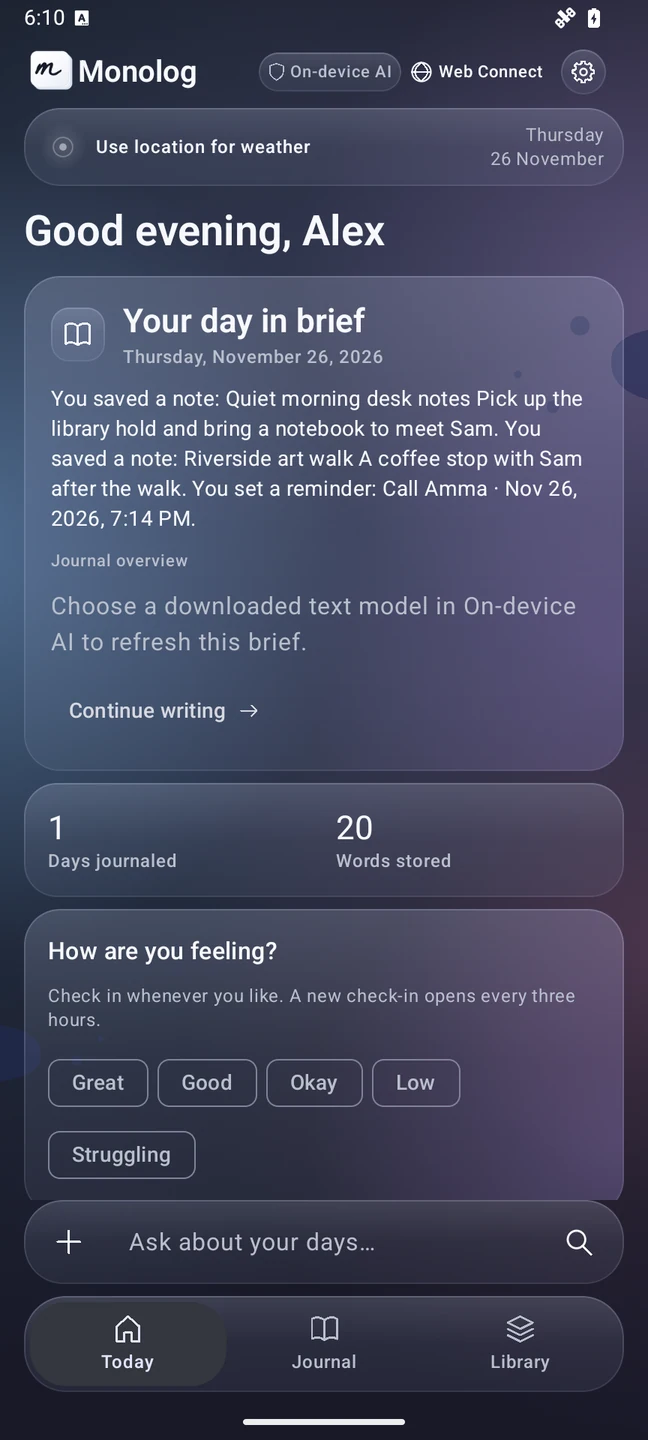 6:10
Monolog
On-device AI
Web Connect
Use location for weather
Thursday
26 November
Good evening, Alex
Your day in brief
Thursday, November 26, 2026
You saved a note: Quiet morning desk notes Pick up the
library hold and bring a notebook to meet Sam. You
saved a note: Riverside art walk A coffee stop with Sam
after the walk. You set a reminder: Call Amma · Nov 26,
2026, 7:14 PM.
Journal overview
Choose a downloaded text model in On-device
AI to refresh this brief.
Continue writing →
1
Days journaled
20
Words stored
How are you feeling?
Check in whenever you like. A new check-in opens every three
hours.
Great Good Okay Low
Struggling
Ask about your days…
Today Journal Library